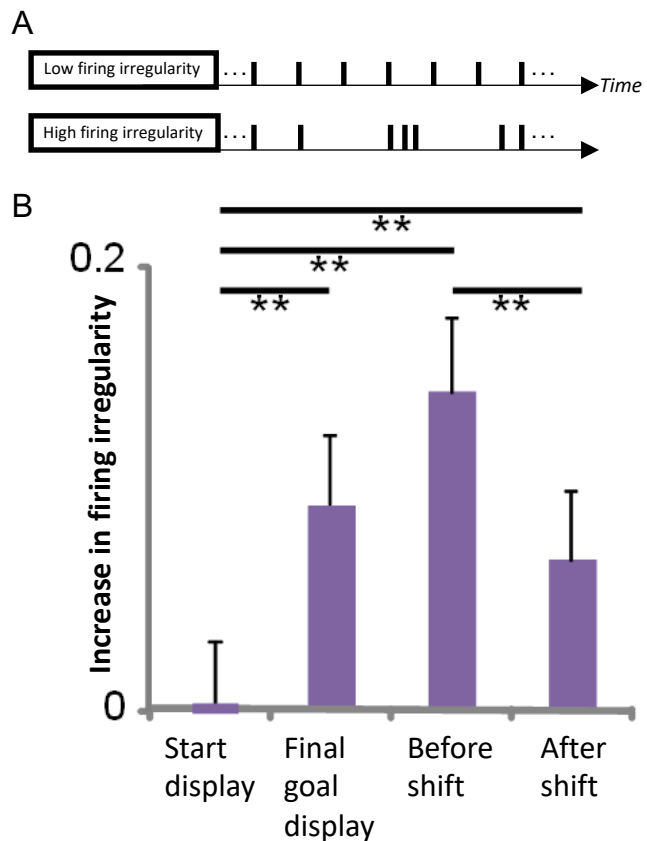 A
Low firing irregularity ... ... Time
High firing irregularity ... ...
B
**
0.2
**
** **
Increase in firing irregularity
0
Start Final Before After
display goal shift shift
display